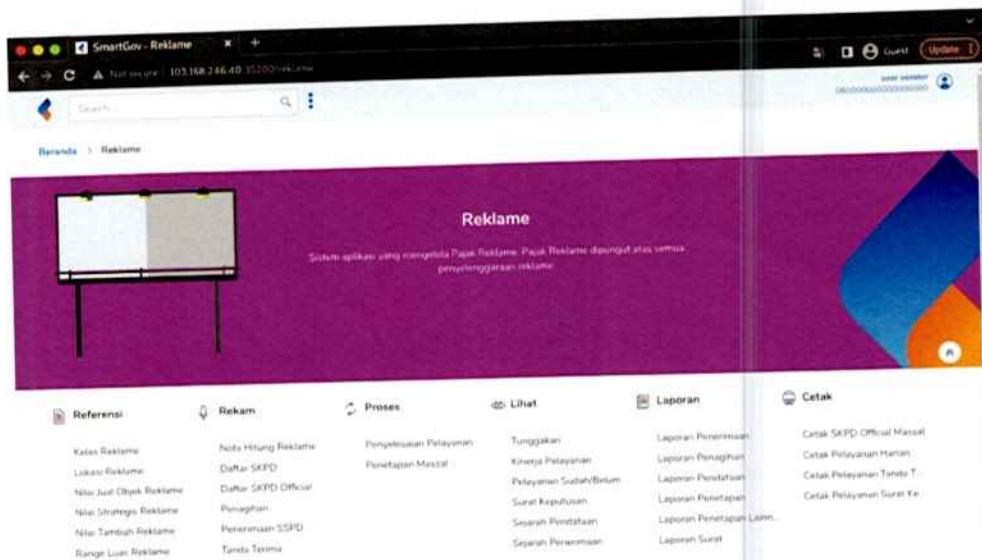 SmartGov - Reklame
Not secure 103.168.246.40:35200/reklame
Guest
Update
Search...
user vendor
Beranda > Reklame
Reklame
Sistem aplikasi yang mengelola Pajak Reklame. Pajak Reklame dipungut atas semua
penyelenggaraan reklame
Referensi
Kelas Reklame
Lokasi Reklame
Nilai Jual Objek Reklame
Nilai Strategis Reklame
Nilai Tambah Reklame
Range Luas Reklame
Rekam
Nota Hitung Reklame
Daftar SKPD
Daftar SKPD Official
Penagihan
Penerimaan SSPD
Tanda Terima
Proses
Penyelesaian Pelayanan
Penetapan Massal
Lihat
Tunggakan
Kinerja Pelayanan
Pelayanan Sudah/Belum
Surat Keputusan
Sejarah Pendataan
Sejarah Penerimaan
Laporan
Laporan Penerimaan
Laporan Penagihan
Laporan Pendataan
Laporan Penetapan
Laporan Penetapan Lainn...
Laporan Surat
Cetak
Cetak SKPD Official Massal
Cetak Pelayanan Harian
Cetak Pelayanan Tanda T...
Cetak Pelayanan Surat Ke...